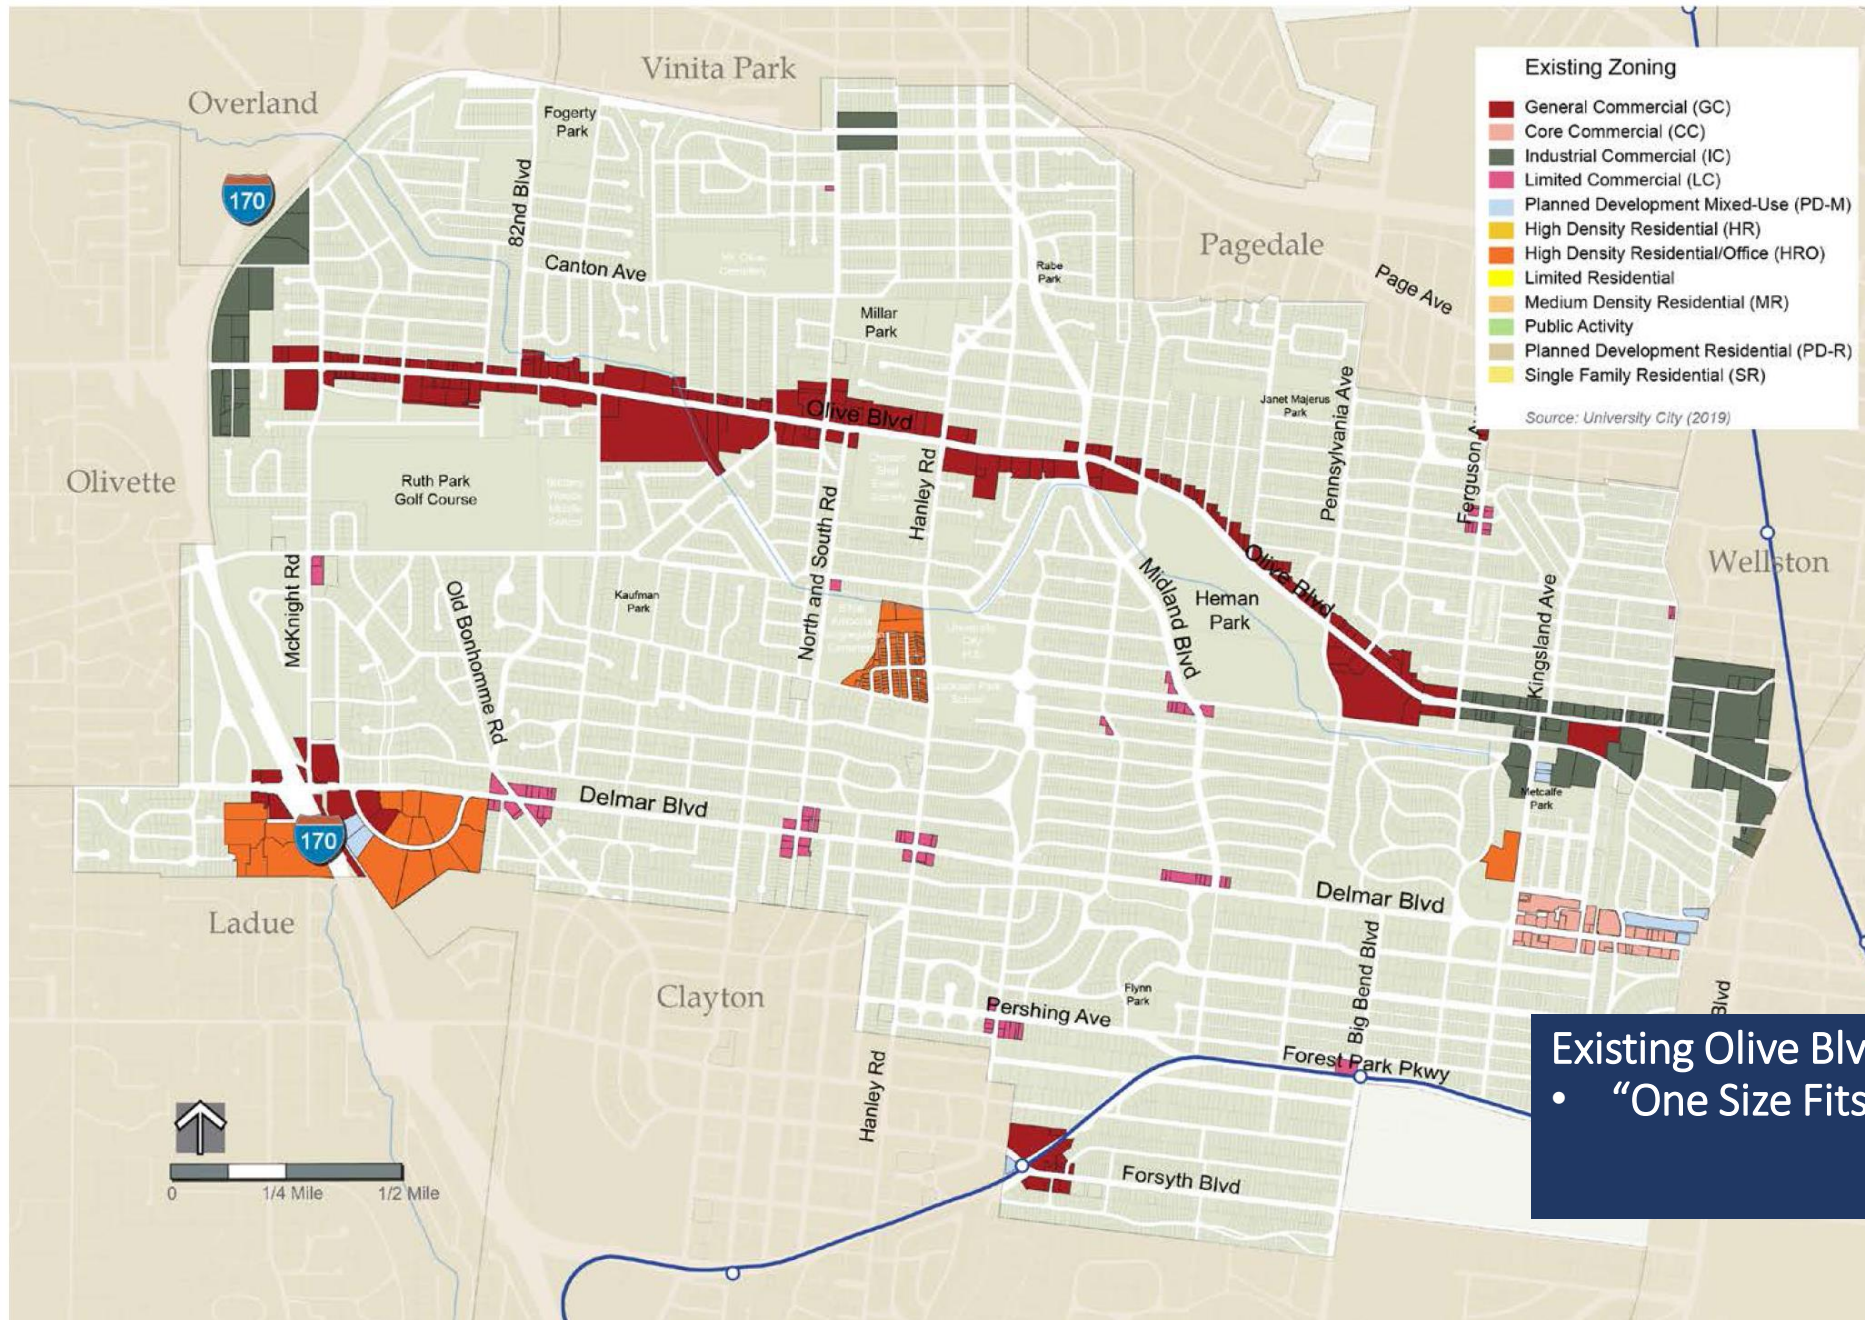 Vinita Park
Overland
Fogerty
Park
170
82nd Blvd
Canton Ave
Rabe
Park
Pagedale
Page Ave
Millar
Park
Existing Zoning
General Commercial (GC)
Core Commercial (CC)
Industrial Commercial (IC)
Limited Commercial (LC)
Planned Development Mixed-Use (PD-M)
High Density Residential (HR)
High Density Residential/Office (HRO)
Limited Residential
Medium Density Residential (MR)
Public Activity
Planned Development Residential (PD-R)
Single Family Residential (SR)
Source: University City (2019)
Olive Blvd
Janet Majerus
Park
Pennsylvania Ave
Ferguson
Olivette
Ruth Park
Golf Course
Hanley Rd
North and South Rd
McKnight Rd
Old Bonhomme Rd
Kaufman
Park
Midland Blvd
Heman
Park
Olive Blvd
Kingsland Ave
Wellston
Metcalfe
Park
Delmar Blvd
170
Delmar Blvd
Ladue
Clayton
Flynn
Park
Pershing Ave
Big Bend Blvd
Blvd
Forest Park Pkwy
Hanley Rd
Forsyth Blvd
0 1/4 Mile 1/2 Mile
Existing Olive Blv
• “One Size Fits